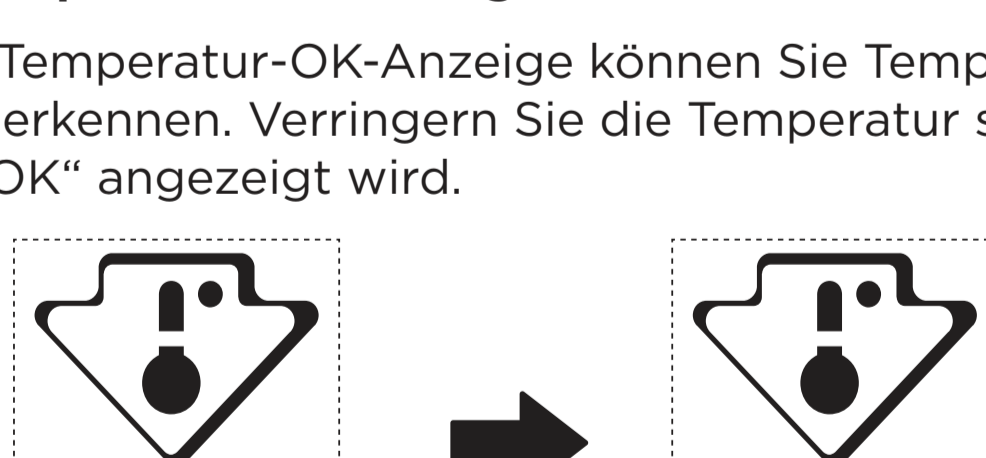 Temperatur-OK-Anzeige können Sie Temp
erkennen. Verringern Sie die Temperatur s
OK“ angezeigt wird.